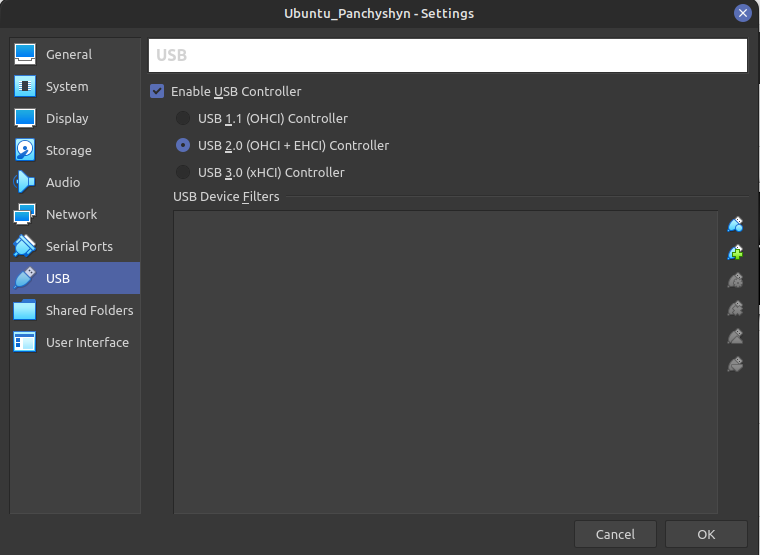 Ubuntu_Panchyshyn - Settings
General
System
Display
Storage
Audio
Network
Serial Ports
USB
Shared Folders
User Interface
USB
Enable USB Controller
USB 1.1 (OHCI) Controller
USB 2.0 (OHCI + EHCI) Controller
USB 3.0 (xHCI) Controller
USB Device Filters
Cancel
OK